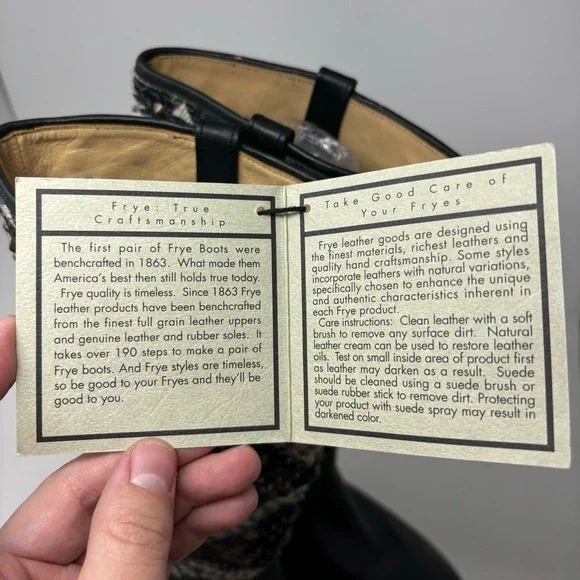 Frye: True
Craftsmanship
The first pair of Frye Boots were
benchcrafted in 1863. What made them
America's best then still holds true today.
Frye quality is timeless. Since 1863 Frye
leather products have been benchcrafted
from the finest full grain leather uppers
and genuine leather and rubber soles. It
takes over 190 steps to make a pair of
Frye boots. And Frye styles are timeless,
so be good to your Fryes and they'll be
good to you.
Take Good Care of
Your Fryes
Frye leather goods are designed using
the finest materials, richest leathers and
quality hand craftsmanship. Some styles
incorporate leathers with natural variations,
specifically chosen to enhance the unique
and authentic characteristics inherent in
each Frye product.
Care instructions: Clean leather with a soft
brush to remove any surface dirt. Natural
leather cream can be used to restore leather
oils. Test on small inside area of product first
as leather may darken as a result. Suede
should be cleaned using a suede brush or
suede rubber stick to remove dirt. Protecting
your product with suede spray may result in
darkened color.